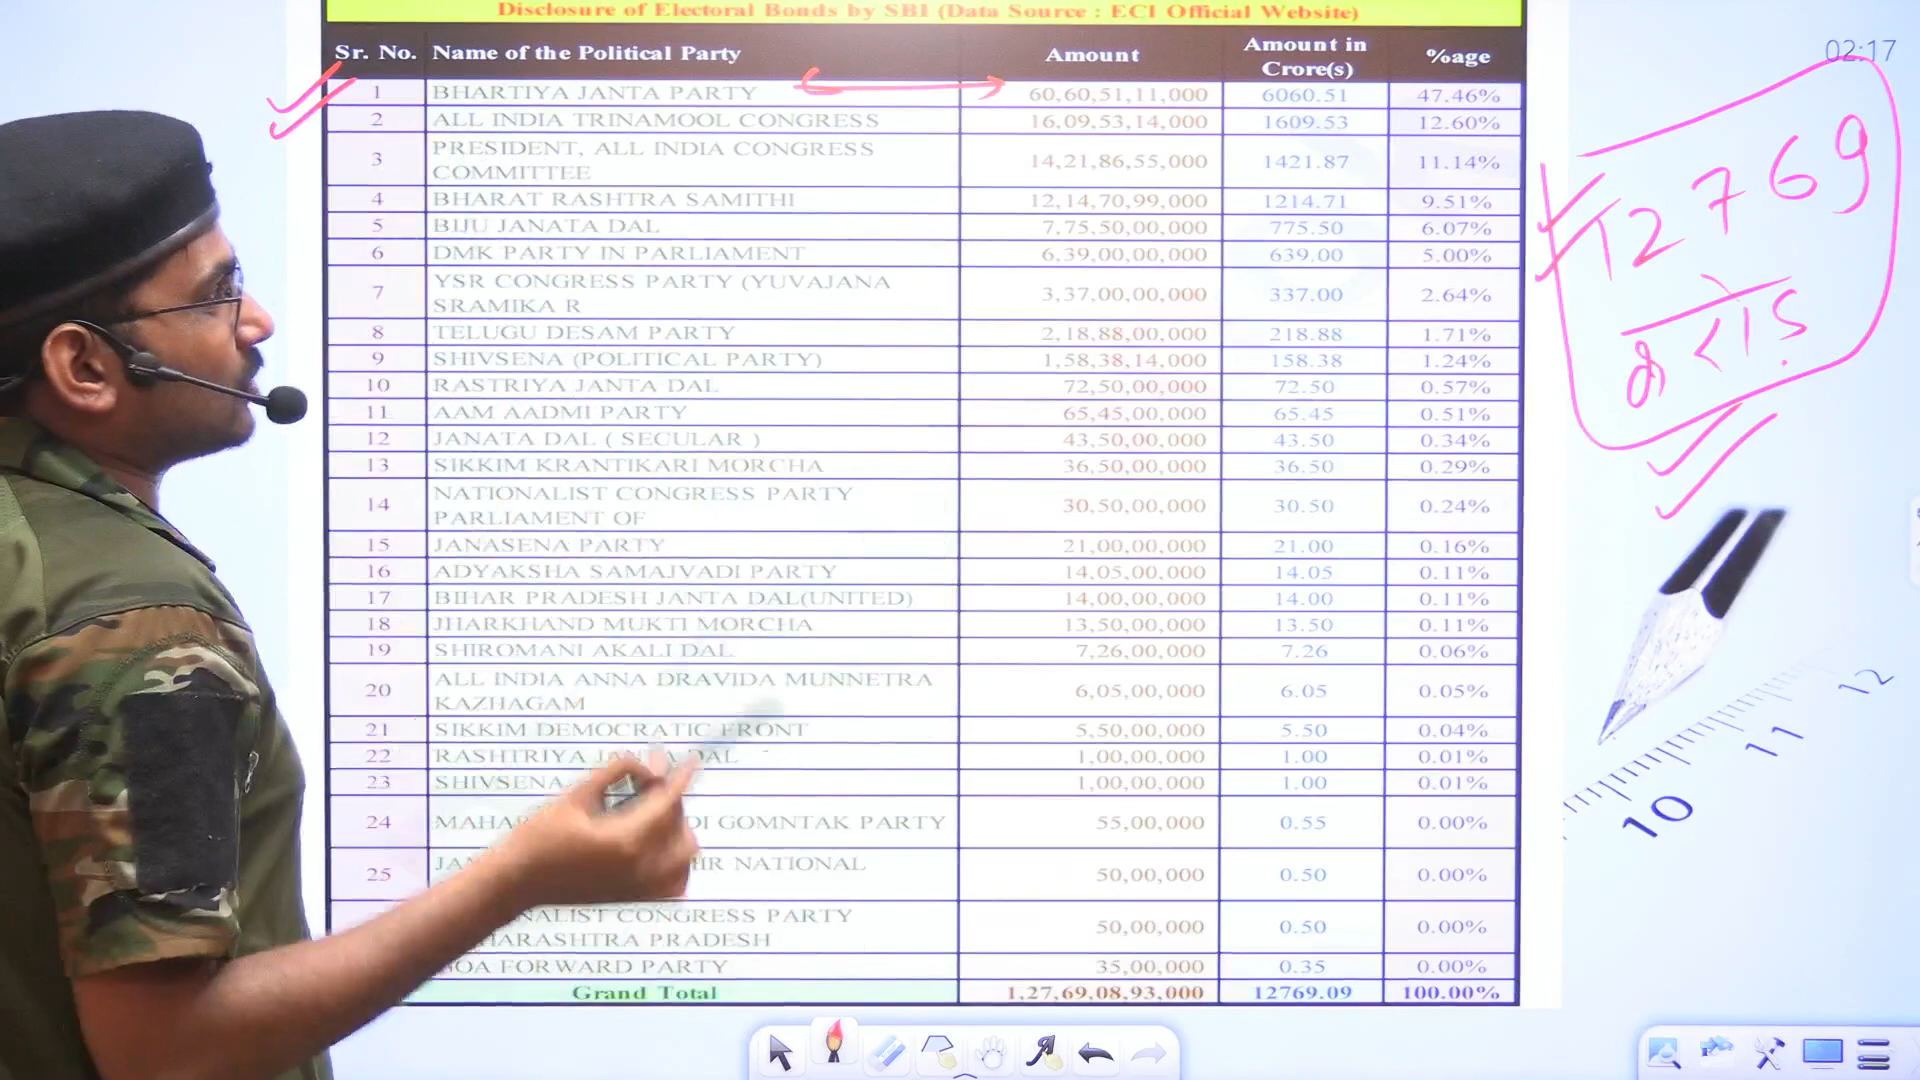 Disclosure of Electoral Bonds by SBI (Data Source : ECI Official Website)
Sr. No. Name of the Political Party Amount Amount in Crore(s) %age
02:17
1 BHARTIYA JANTA PARTY 60,60,51,11,000 6060.51 47.46%
2 ALL INDIA TRINAMOOL CONGRESS 16,09,53,14,000 1609.53 12.60%
3 PRESIDENT, ALL INDIA CONGRESS COMMITTEE 14,21,86,55,000 1421.87 11.14%
4 BHARAT RASHTRA SAMITHI 12,14,70,99,000 1214.71 9.51%
5 BIJU JANATA DAL 7,75,50,00,000 775.50 6.07%
6 DMK PARTY IN PARLIAMENT 6,39,00,00,000 639.00 5.00%
7 YSR CONGRESS PARTY (YUVAJANA SRAMIKA R 3,37,00,00,000 337.00 2.64%
8 TELUGU DESAM PARTY 2,18,88,00,000 218.88 1.71%
9 SHIVSENA (POLITICAL PARTY) 1,58,38,14,000 158.38 1.24%
10 RASTRIYA JANTA DAL 72,50,00,000 72.50 0.57%
11 AAM AADMI PARTY 65,45,00,000 65.45 0.51%
12 JANATA DAL ( SECULAR ) 43,50,00,000 43.50 0.34%
13 SIKKIM KRANTIKARI MORCHA 36,50,00,000 36.50 0.29%
14 NATIONALIST CONGRESS PARTY PARLIAMENT OF 30,50,00,000 30.50 0.24%
15 JANASENA PARTY 21,00,00,000 21.00 0.16%
16 ADYAKSHA SAMAJVADI PARTY 14,05,00,000 14.05 0.11%
17 BIHAR PRADESH JANTA DAL(UNITED) 14,00,00,000 14.00 0.11%
18 JHARKHAND MUKTI MORCHA 13,50,00,000 13.50 0.11%
19 SHIROMANI AKALI DAL 7,26,00,000 7.26 0.06%
20 ALL INDIA ANNA DRAVIDA MUNNETRA KAZHAGAM 6,05,00,000 6.05 0.05%
21 SIKKIM DEMOCRATIC FRONT 5,50,00,000 5.50 0.04%
22 RASHTRIYA DAL 1,00,00,000 1.00 0.01%
23 SHIVSENA 1,00,00,000 1.00 0.01%
24 GOMNTAK PARTY 55,00,000 0.55 0.00%
25 NATIONAL 50,00,000 0.50 0.00%
CONGRESS PARTY PRADESH 50,00,000 0.50 0.00%
FORWARD PARTY 35,00,000 0.35 0.00%
Grand Total 1,27,69,08,93,000 12769.09 100.00%
12769
10 11 12